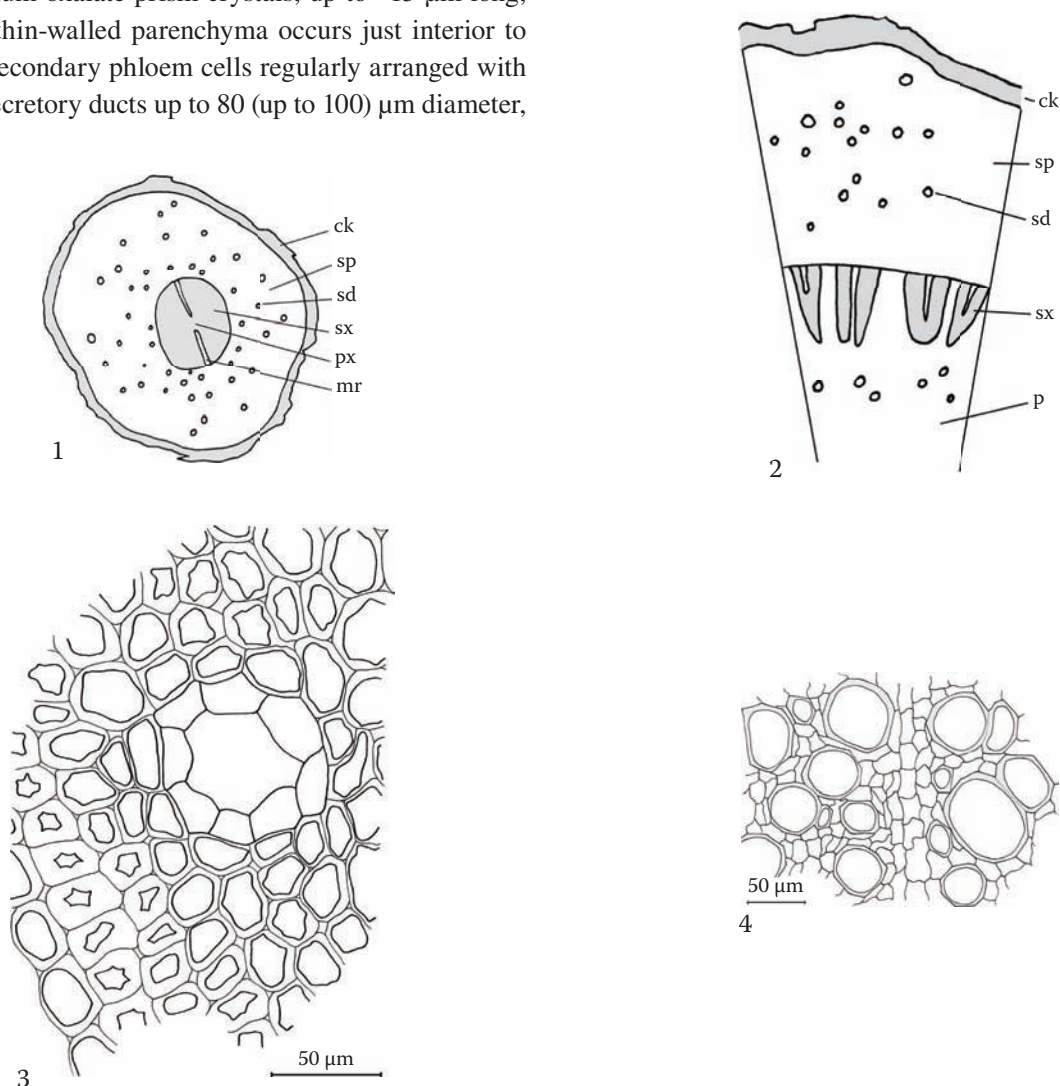 thin-walled parenchyma occurs just interior to
secondary phloem cells regularly arranged with
secretory ducts up to 80 (up to 100) µm diameter,
ck
sp
sd
sx
px
mr
1
ck
sp
sd
sx
p
2
50 µm
3
50 µm
4